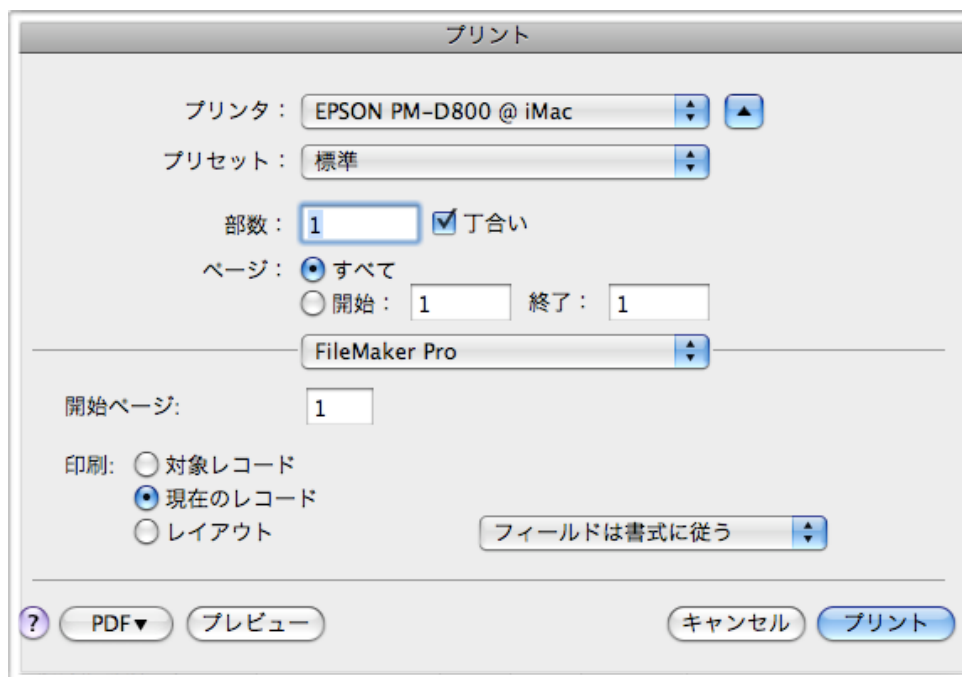 プリント
プリンタ： EPSON PM-D800 @ iMac
プリセット： 標準
部数： 1 丁合い
ページ： すべて
開始： 1 終了： 1
FileMaker Pro
開始ページ: 1
印刷: 対象レコード
現在のレコード
レイアウト フィールドは書式に従う
? PDF▼ プレビュー キャンセル プリント